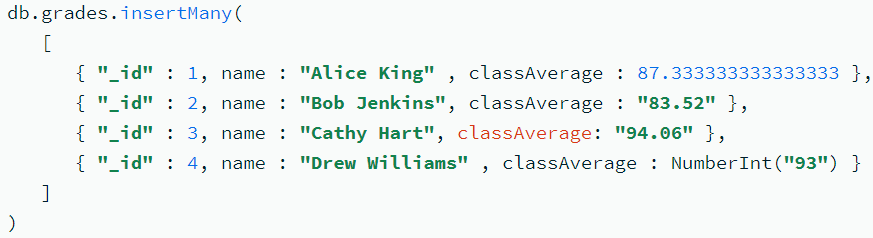 db.grades.insertMany(
[
{ "_id" : 1, name : "Alice King" , classAverage : 87.333333333333333 },
{ "_id" : 2, name : "Bob Jenkins", classAverage : "83.52" },
{ "_id" : 3, name : "Cathy Hart", classAverage: "94.06" },
{ "_id" : 4, name : "Drew Williams" , classAverage : NumberInt("93") }
]
)